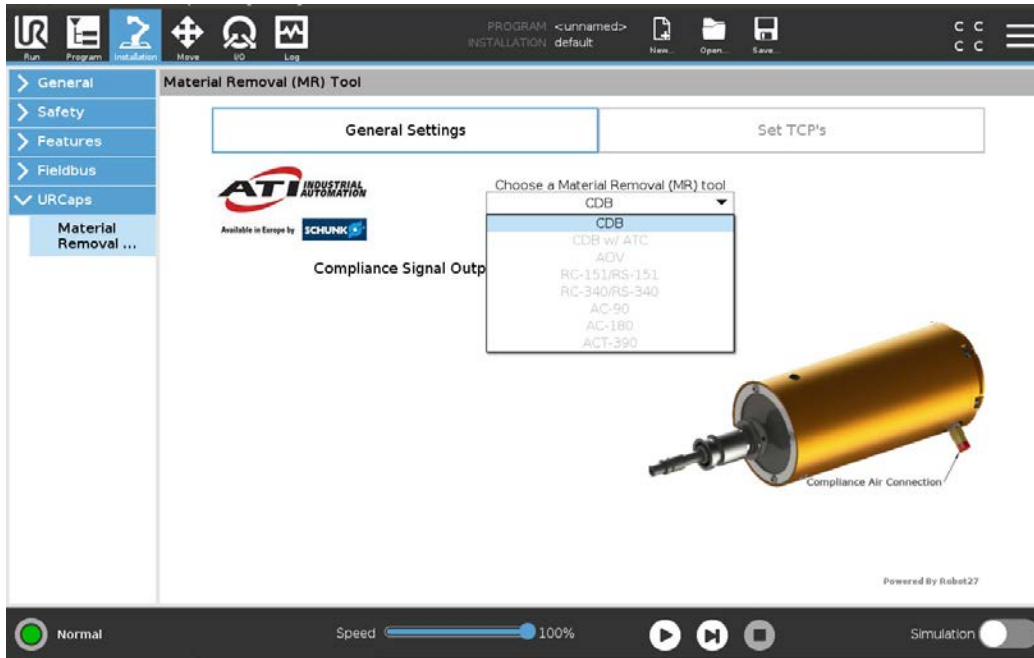 PROGRAM <unnamed>
INSTALLATION default
UR
Run Program Installation Move I/O Log New... Open... Save...
C C
C C
General
Safety
Features
Fieldbus
URCaps
Material
Removal ...
Material Removal (MR) Tool
General Settings Set TCP's
ATI INDUSTRIAL
AUTOMATION
Available in Europe by SCHUNK
Choose a Material Removal (MR) tool
CDB
CDB
CDB w/ ATC
AOV
RC-151/RS-151
RC-340/RS-340
AC-90
AC-180
ACT-390
Compliance Signal Outp
Compliance Air Connection
Powered By Robot27
Normal Speed 100% Simulation